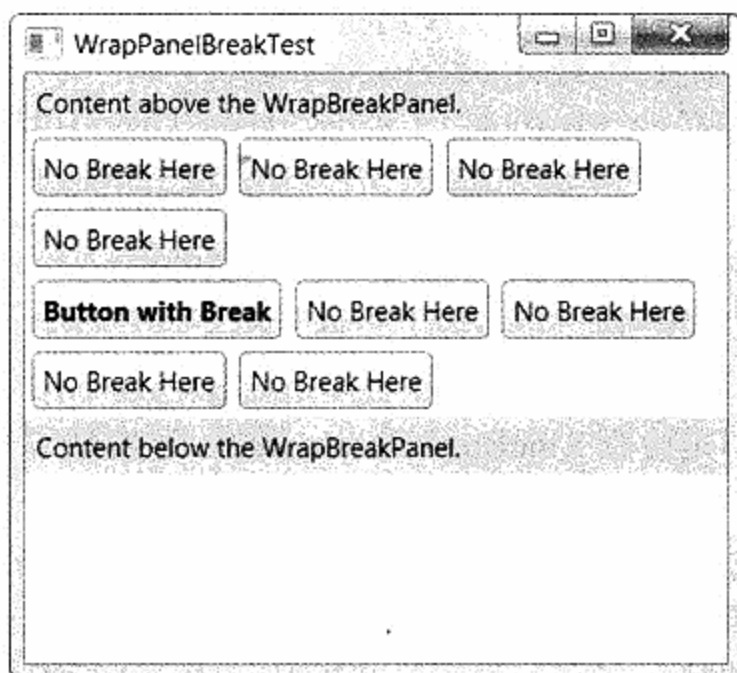 WrapPanelBreakTest
Content above the WrapBreakPanel.
No Break Here No Break Here No Break Here
No Break Here
Button with Break No Break Here No Break Here
No Break Here No Break Here
Content below the WrapBreakPanel.